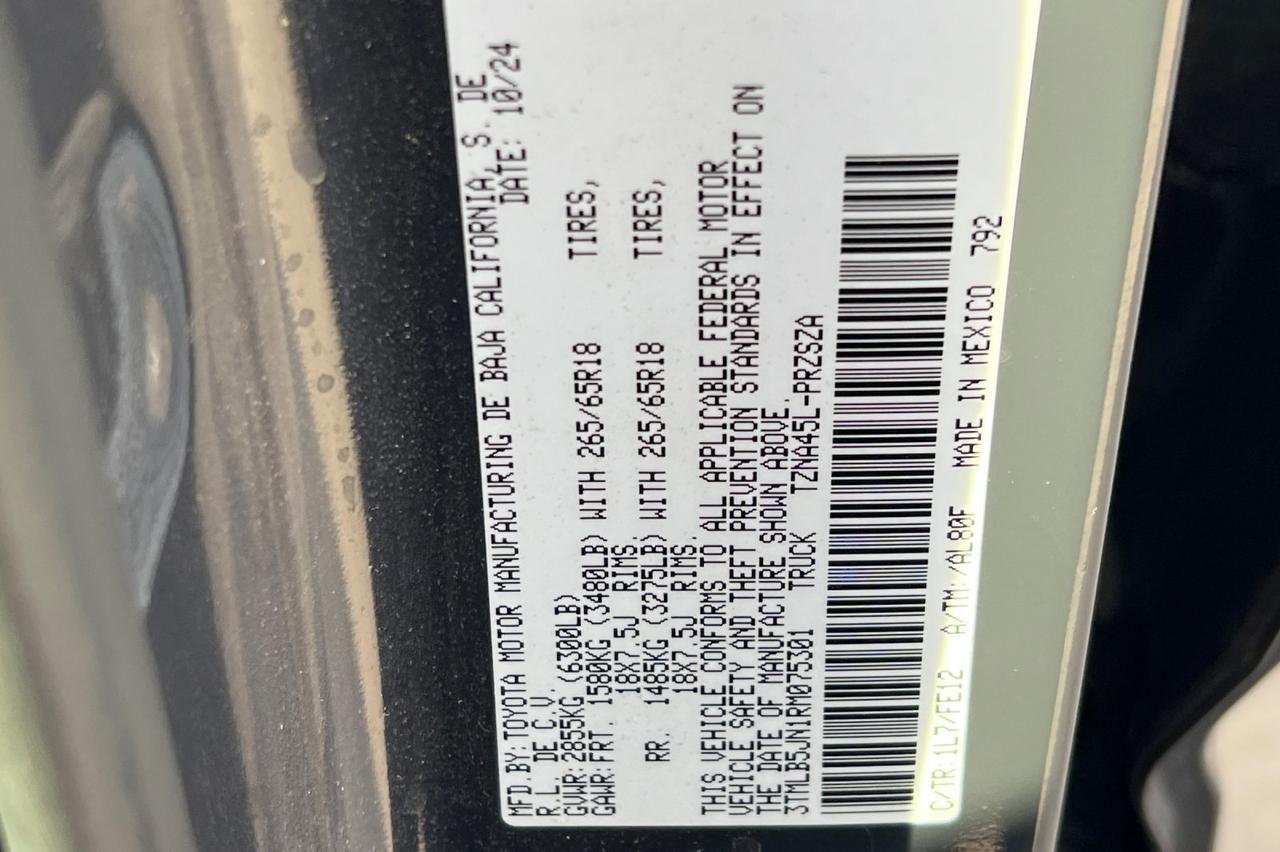 MFD.BY:TOYOTA MOTOR MANUFACTURING DE BAJA CALIFORNIA, S. DE
R.L. DE C.V. DATE: 10/24
GVWR:2855KG (6300LB)
GAWR:FRT. 1580KG (3480LB) WITH 265/65R18 TIRES,
18X7.5J RIMS
RR. 1485KG (3275LB) WITH 265/65R18 TIRES,
18X7.5J RIMS.
THIS VEHICLE CONFORMS TO ALL APPLICABLE FEDERAL MOTOR
VEHICLE SAFETY AND THEFT PREVENTION STANDARDS IN EFFECT ON
THE DATE OF MANUFACTURE SHOWN ABOVE.
3TMLB5JN1RM075301 TRUCK TZNA45L-PRZSZA
C/TR:1L7/FE12 A/TM:/AL80F MADE IN MEXICO 792